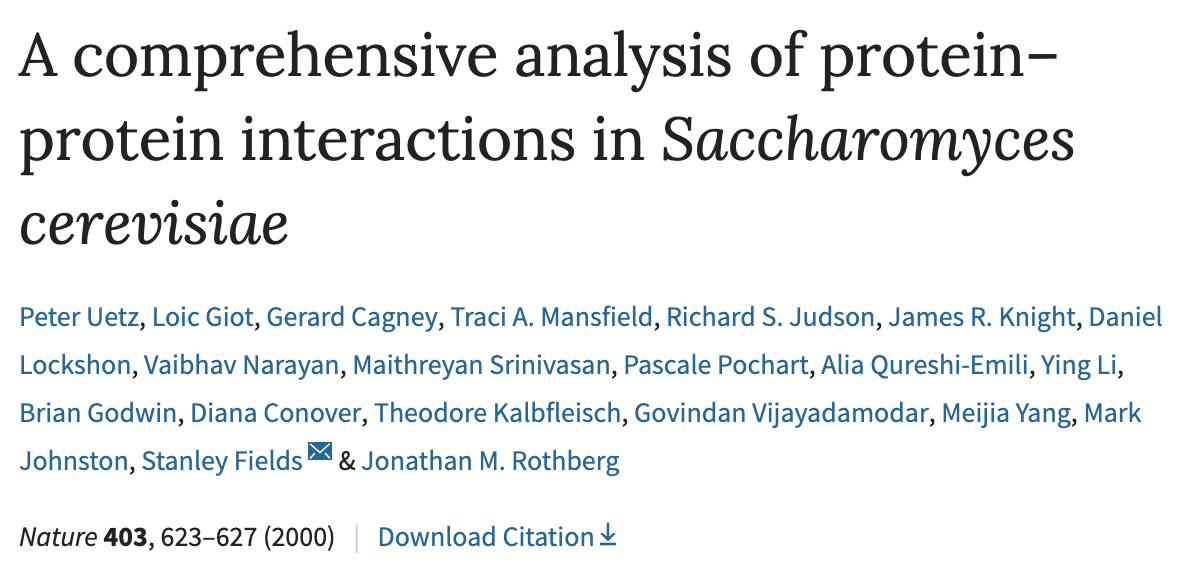 A comprehensive analysis of protein–
protein interactions in Saccharomyces
cerevisiae
Peter Uetz, Loic Giot, Gerard Cagney, Traci A. Mansfield, Richard S. Judson, James R. Knight, Daniel
Lockshon, Vaibhav Narayan, Maithreyan Srinivasan, Pascale Pochart, Alia Qureshi-Emili, Ying Li,
Brian Godwin, Diana Conover, Theodore Kalbfleisch, Govindan Vijayadamodar, Meijia Yang, Mark
Johnston, Stanley Fields & Jonathan M. Rothberg
Nature 403, 623–627 (2000) | Download Citation